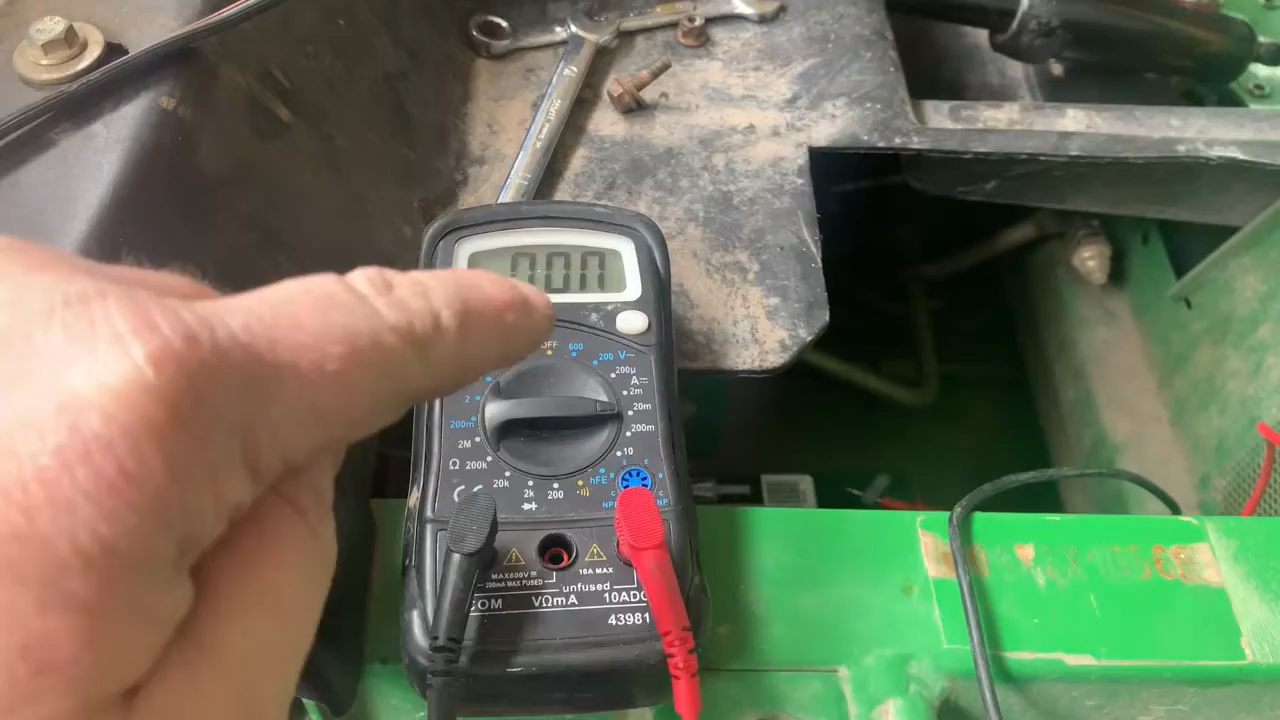 OFF
600
200
V~
200µ
A
2m
2
20m
200m
200m
2M
10
Ω
200k
20k
2k
200
hFE
MAX600V
10A MAX
200mA MAX FUSED
unfused
COM
VΩmA
10ADC
43981